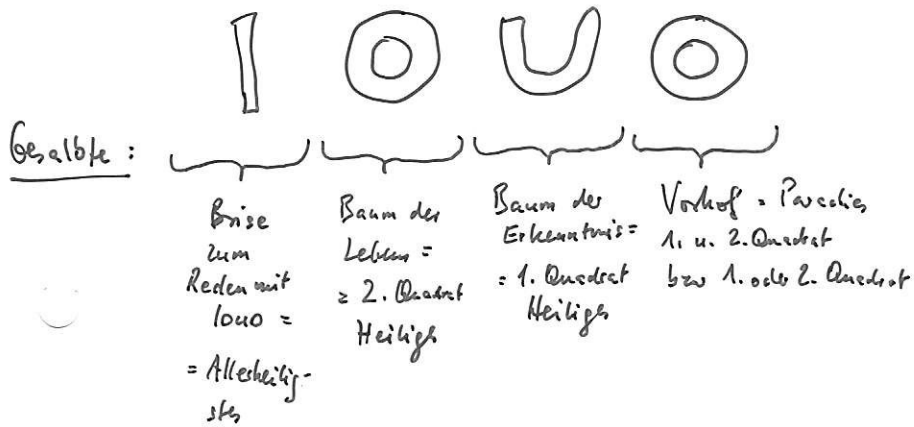 I O U O
Gesalbte :
Brise
zum
Reden mit
IOUO =
= Allerheilig-
stes
Baum des
Lebens =
= 2. Quadrat
Heiliges
Baum der
Erkenntnis =
= 1. Quadrat
Heiliges
Vorhof = Paradies
1. u. 2. Quadrat
bzw 1. oder 2. Quadrat